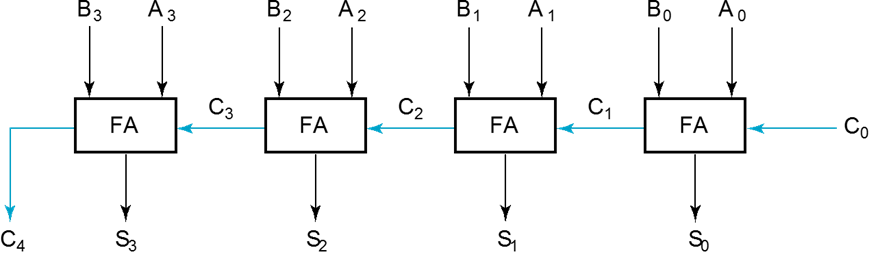 B3 A3 B2 A2 B1 A1 B0 A0
C3 C2 C1
FA FA FA FA C0
C4 S3 S2 S1 S0